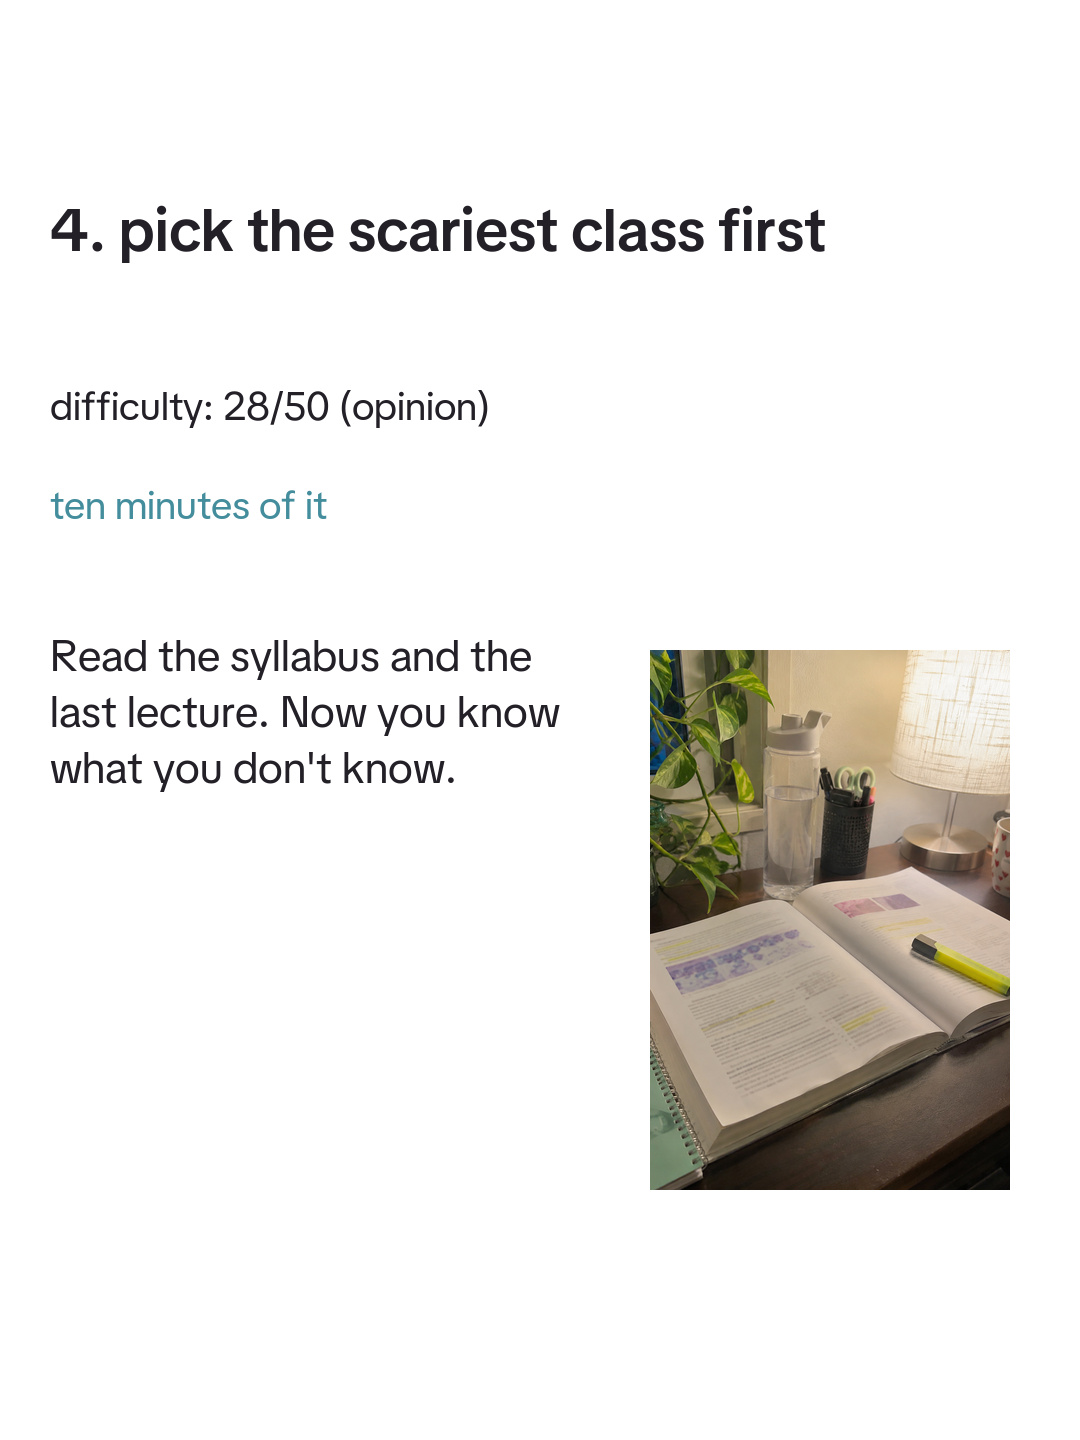 4. pick the scariest class first
difficulty: 28/50 (opinion)
ten minutes of it
Read the syllabus and the
last lecture. Now you know
what you don't know.